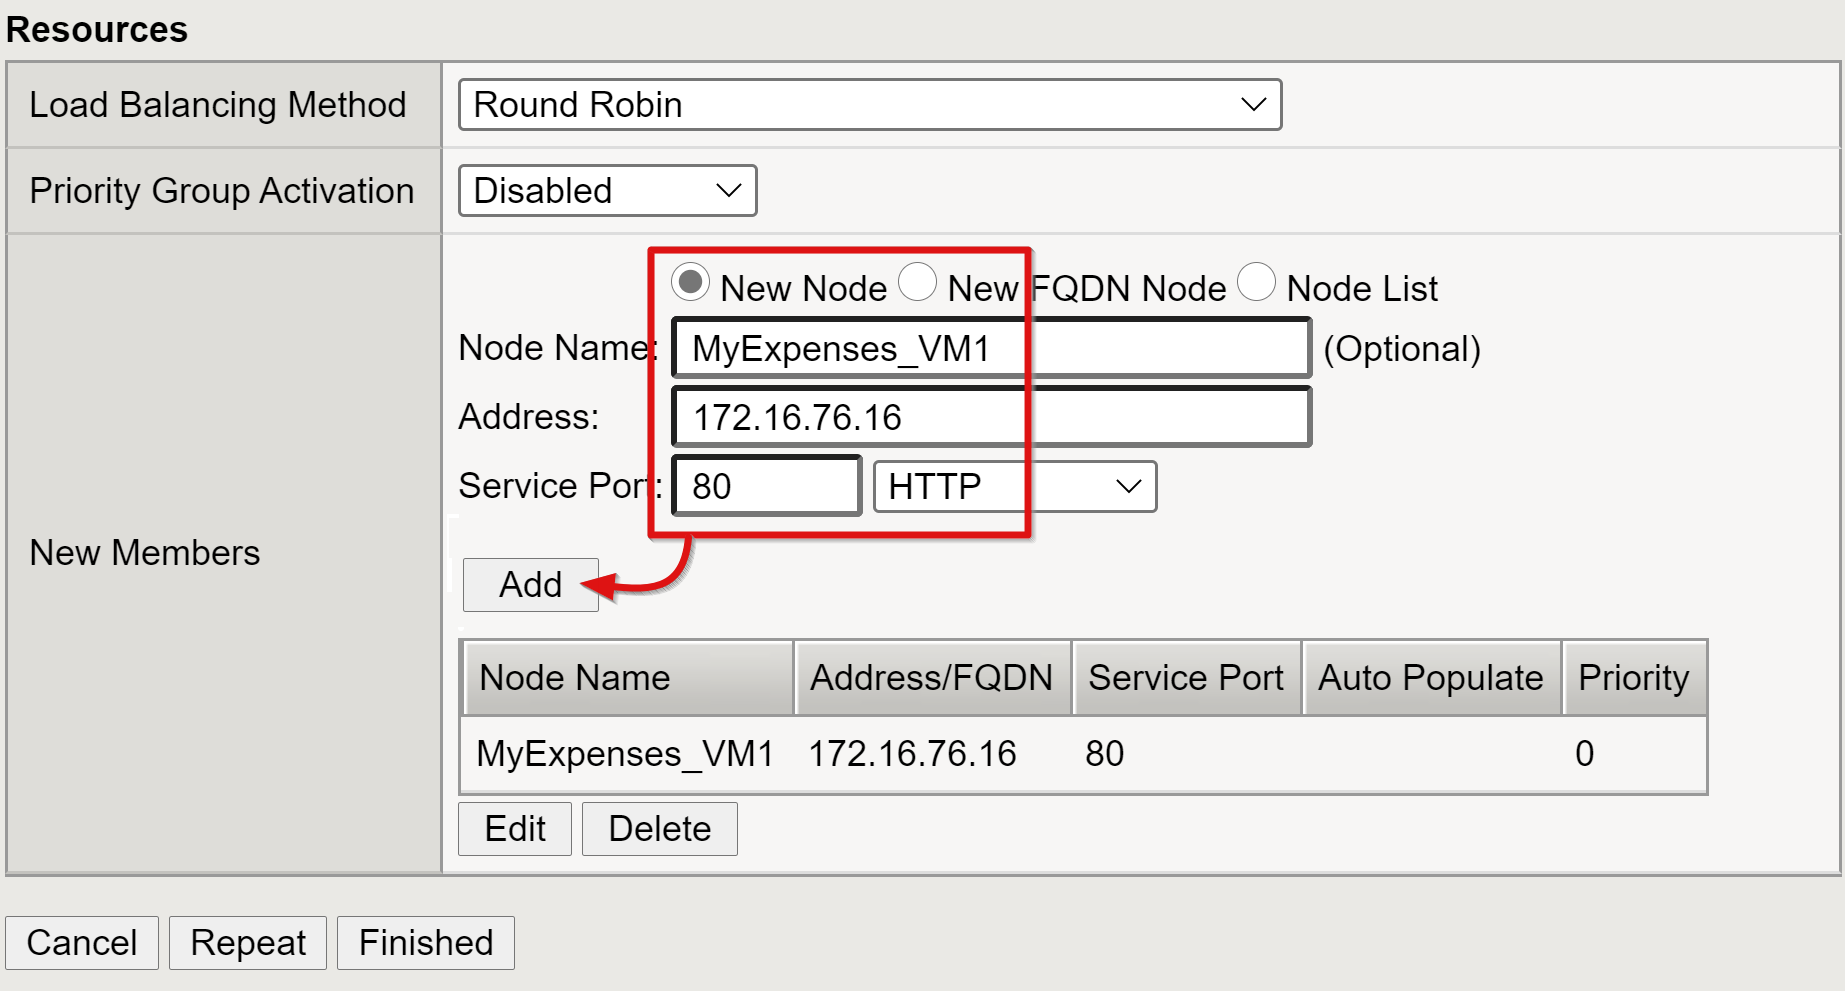 Resources
Load Balancing Method
Round Robin
Priority Group Activation
Disabled
New Members
New Node New FQDN Node Node List
Node Name: MyExpenses_VM1 (Optional)
Address: 172.16.76.16
Service Port: 80 HTTP
Add
Node Name Address/FQDN Service Port Auto Populate Priority
MyExpenses_VM1 172.16.76.16 80 0
Edit Delete
Cancel Repeat Finished